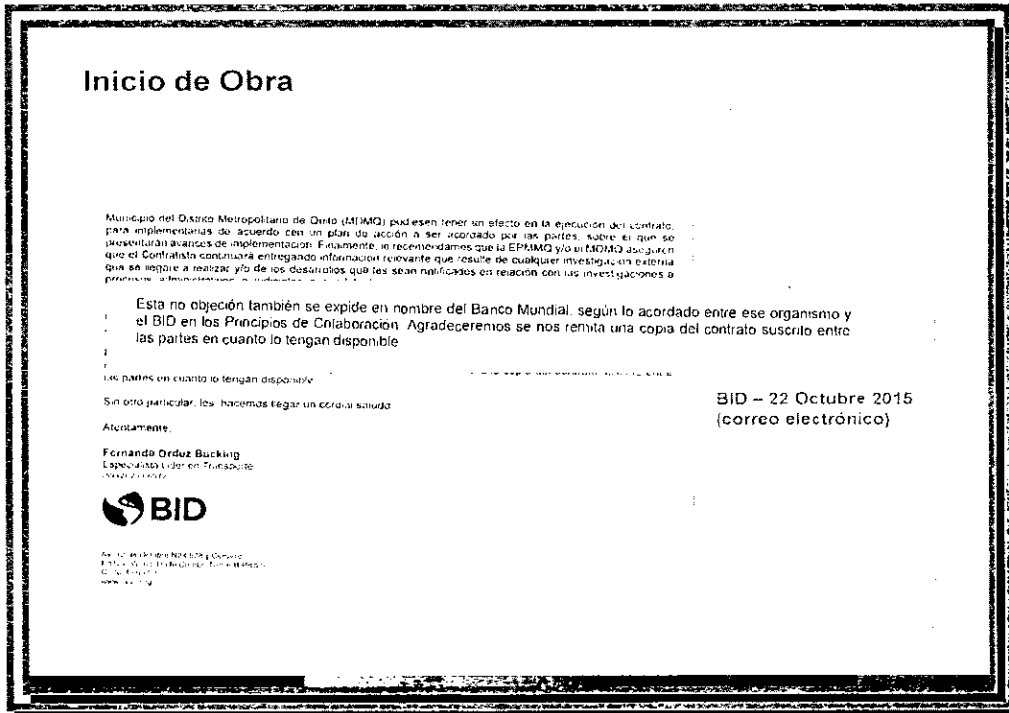 Inicio de Obra
Municipio del Distrito Metropolitano de Quito (MDMQ) pudiesen tener un efecto en la ejecución del contrato,
para implementarlas de acuerdo con un plan de acción a ser acordado por las partes, sobre el que se
presentarán avances de implementación. Finamente, le recomendamos que la EPMMQ y/o el MDMQ aseguren
que el Contratista continuará entregando información relevante que resulte de cualquier investigación externa
que se llegare a realizar y/o de los desarrollos que les sean notificados en relación con las investigaciones o
Esta no objeción también se expide en nombre del Banco Mundial, según lo acordado entre ese organismo y
el BID en los Principios de Colaboración. Agradeceremos se nos remita una copia del contrato suscrito entre
las partes en cuanto lo tengan disponible
las partes en cuanto lo tengan disponible
Sin otro particular, les hacemos llegar un cordial saludo
Atentamente,
Fernando Orduz Bucking
Especialista Líder en Transporte
BID
BID – 22 Octubre 2015
(correo electrónico)